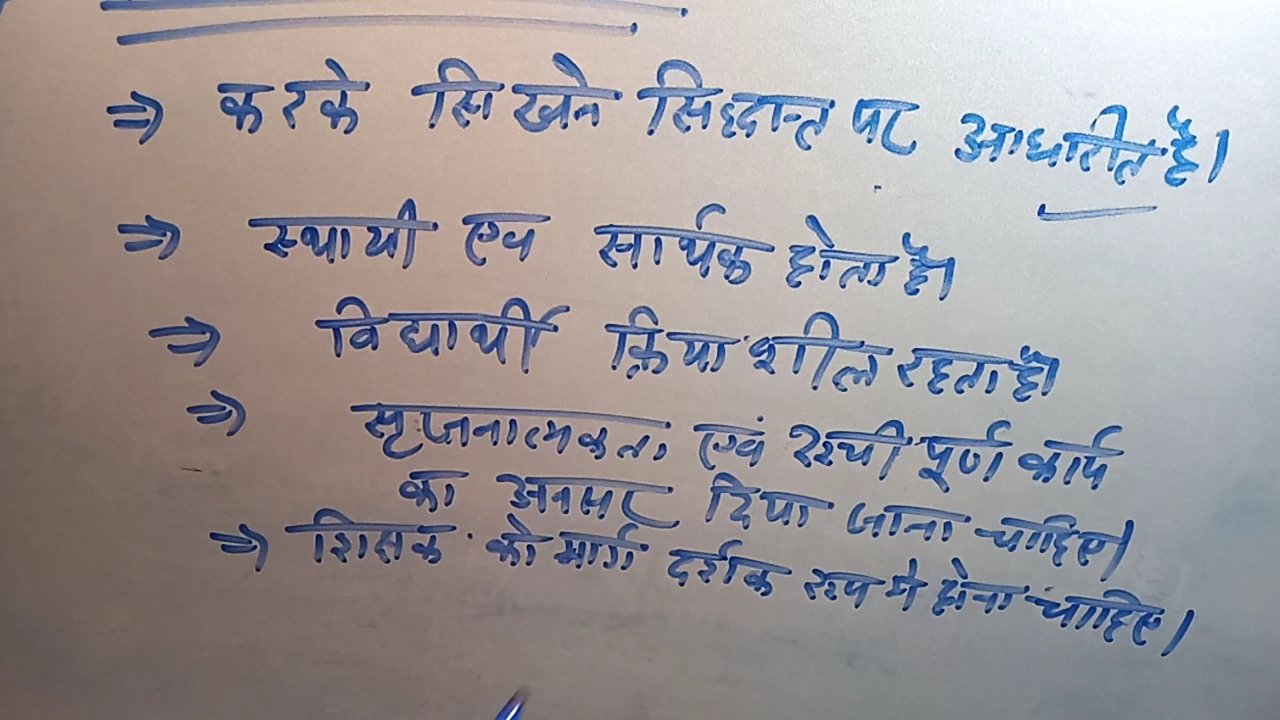 ⇒ करके सिखने सिद्दान्त पर आधारीत है।
⇒ स्थायी एव सार्थक होता है।
⇒ विद्यार्थी क्रियाशील रहता है।
⇒ सृजनात्मकता एवं रूची पूर्ण कार्य
का अवसर दिया जाना चाहिए।
⇒ शिक्षक को मार्ग दर्शक रूप मे होना चाहिए।